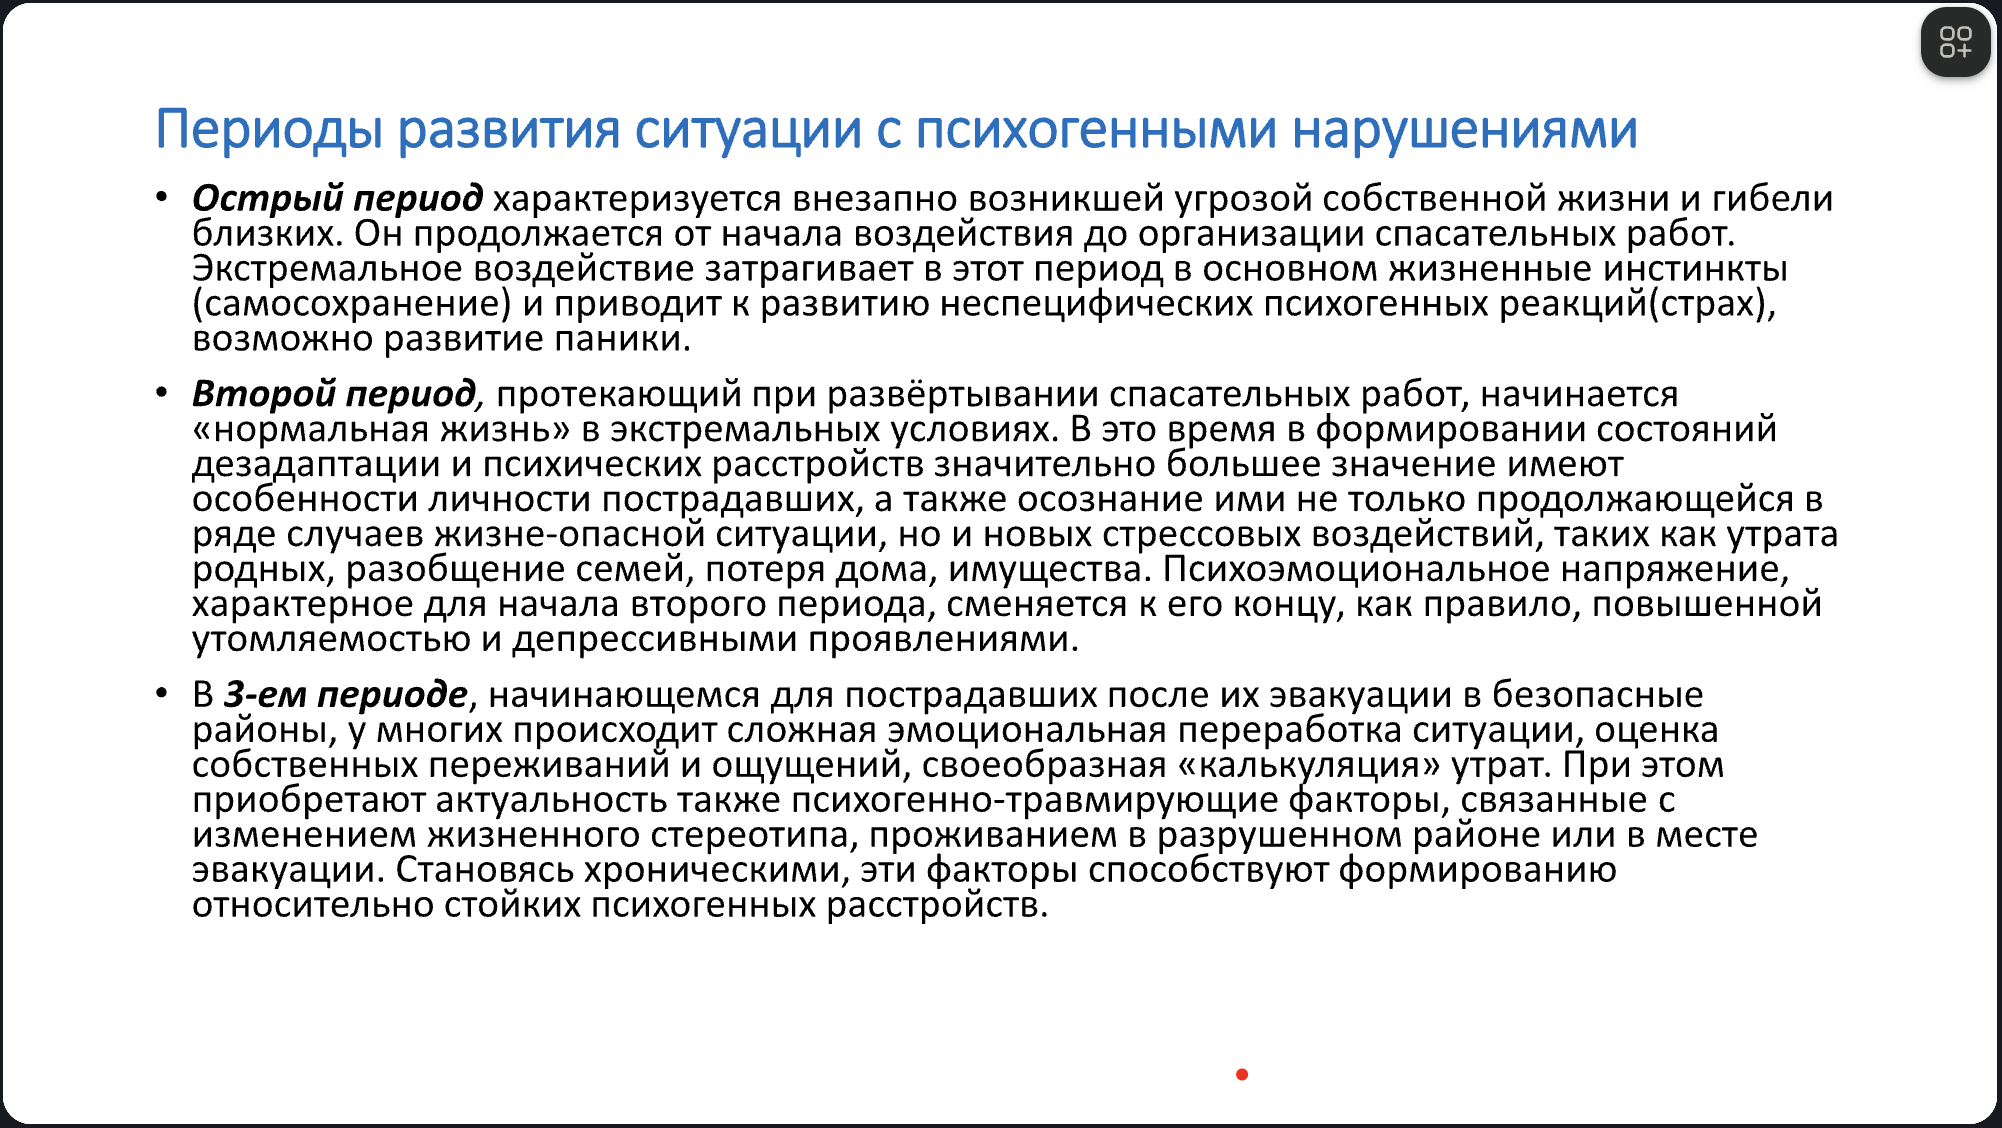 Периоды развития ситуации с психогенными нарушениями
• Острый период характеризуется внезапно возникшей угрозой собственной жизни и гибели
близких. Он продолжается от начала воздействия до организации спасательных работ.
Экстремальное воздействие затрагивает в этот период в основном жизненные инстинкты
(самосохранение) и приводит к развитию неспецифических психогенных реакций(страх),
возможно развитие паники.
• Второй период, протекающий при развёртывании спасательных работ, начинается
«нормальная жизнь» в экстремальных условиях. В это время в формировании состояний
дезадаптации и психических расстройств значительно большее значение имеют
особенности личности пострадавших, а также осознание ими не только продолжающейся в
ряде случаев жизне-опасной ситуации, но и новых стрессовых воздействий, таких как утрата
родных, разобщение семей, потеря дома, имущества. Психоэмоциональное напряжение,
характерное для начала второго периода, сменяется к его концу, как правило, повышенной
утомляемостью и депрессивными проявлениями.
• В 3-ем периоде, начинающемся для пострадавших после их эвакуации в безопасные
районы, у многих происходит сложная эмоциональная переработка ситуации, оценка
собственных переживаний и ощущений, своеобразная «калькуляция» утрат. При этом
приобретают актуальность также психогенно-травмирующие факторы, связанные с
изменением жизненного стереотипа, проживанием в разрушенном районе или в месте
эвакуации. Становясь хроническими, эти факторы способствуют формированию
относительно стойких психогенных расстройств.